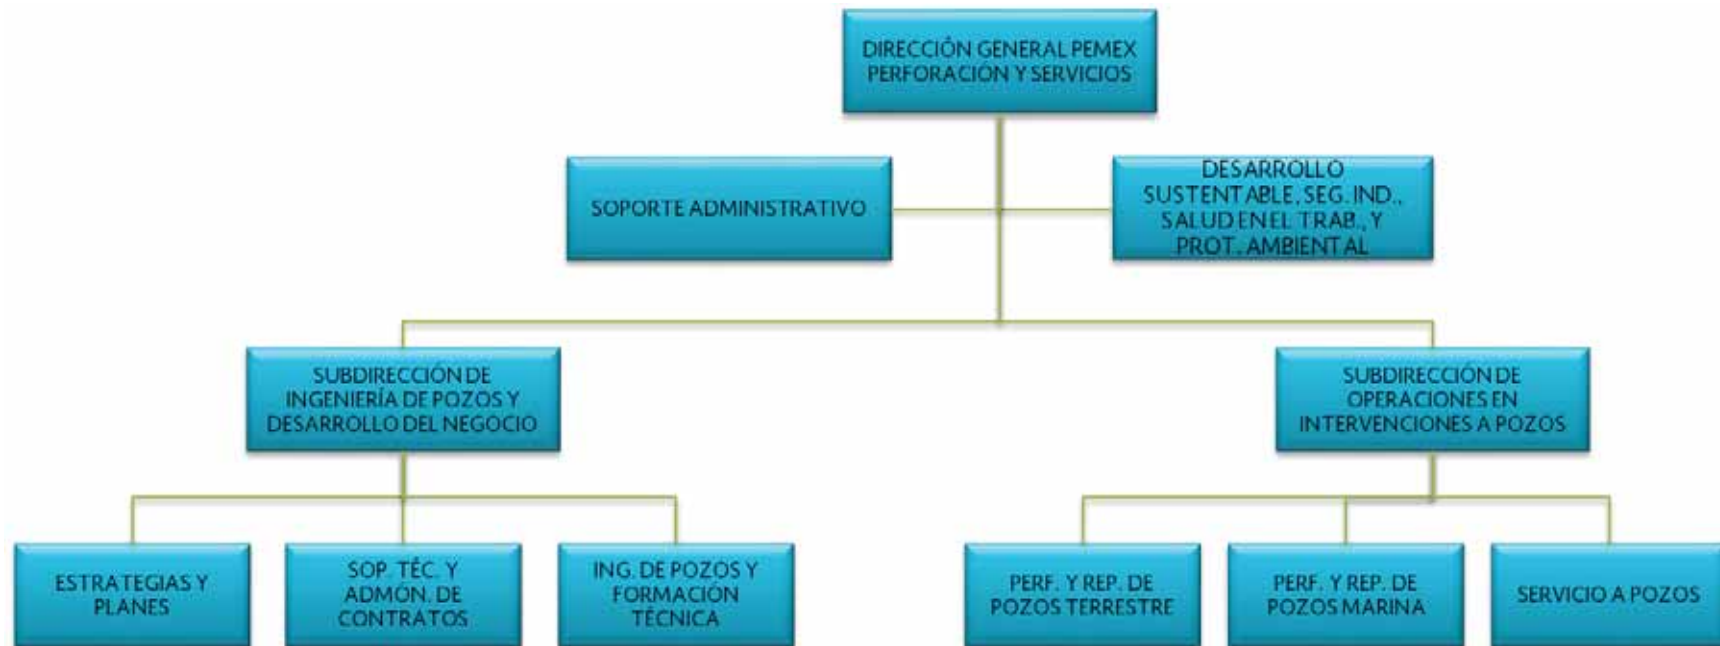 DIRECCIÓN GENERAL PEMEX
PERFORACIÓN Y SERVICIOS
SOPORTE ADMINISTRATIVO
DESARROLLO
SUSTENTABLE, SEG. IND.,
SALUD EN EL TRAB., Y
PROT. AMBIENTAL
SUBDIRECCIÓN DE
INGENIERÍA DE POZOS Y
DESARROLLO DEL NEGOCIO
SUBDIRECCIÓN DE
OPERACIONES EN
INTERVENCIONES A POZOS
ESTRATEGIAS Y
PLANES
SOP. TÉC. Y
ADMÓN. DE
CONTRATOS
ING. DE POZOS Y
FORMACIÓN
TÉCNICA
PERF. Y REP. DE
POZOS TERRESTRE
PERF. Y REP. DE
POZOS MARINA
SERVICIO A POZOS